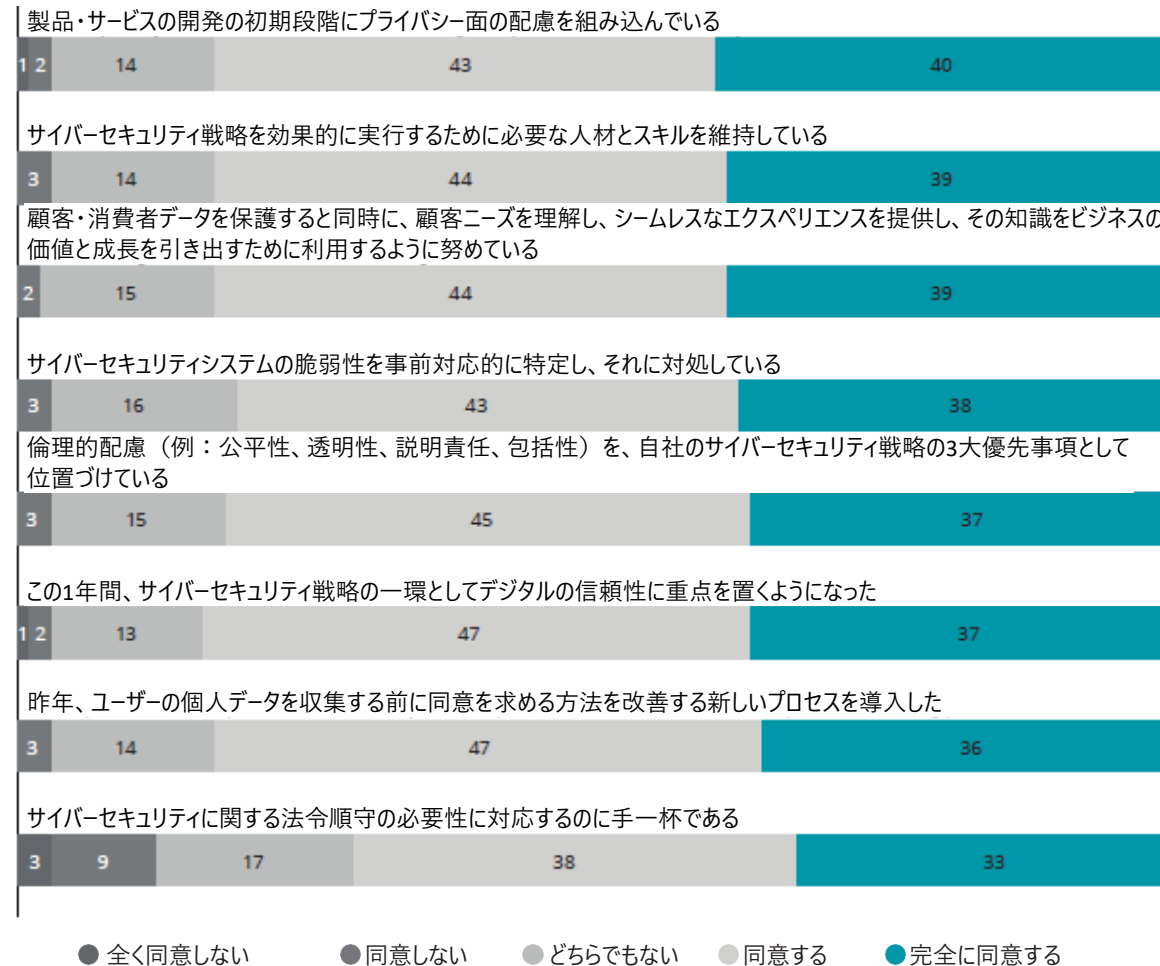 製品・サービスの開発の初期段階にプライバシー面の配慮を組み込んでいる
1 2 14 43 40
サイバーセキュリティ戦略を効果的に実行するために必要な人材とスキルを維持している
3 14 44 39
顧客・消費者データを保護すると同時に、顧客ニーズを理解し、シームレスなエクスペリエンスを提供し、その知識をビジネスの
価値と成長を引き出すために利用するように努めている
2 15 44 39
サイバーセキュリティシステムの脆弱性を事前対応的に特定し、それに対処している
3 16 43 38
倫理的配慮（例：公平性、透明性、説明責任、包括性）を、自社のサイバーセキュリティ戦略の3大優先事項として
位置づけている
3 15 45 37
この1年間、サイバーセキュリティ戦略の一環としてデジタルの信頼性に重点を置くようになった
1 2 13 47 37
昨年、ユーザーの個人データを収集する前に同意を求める方法を改善する新しいプロセスを導入した
3 14 47 36
サイバーセキュリティに関する法令順守の必要性に対応するのに手一杯である
3 9 17 38 33
全く同意しない 同意しない どちらでもない 同意する 完全に同意する